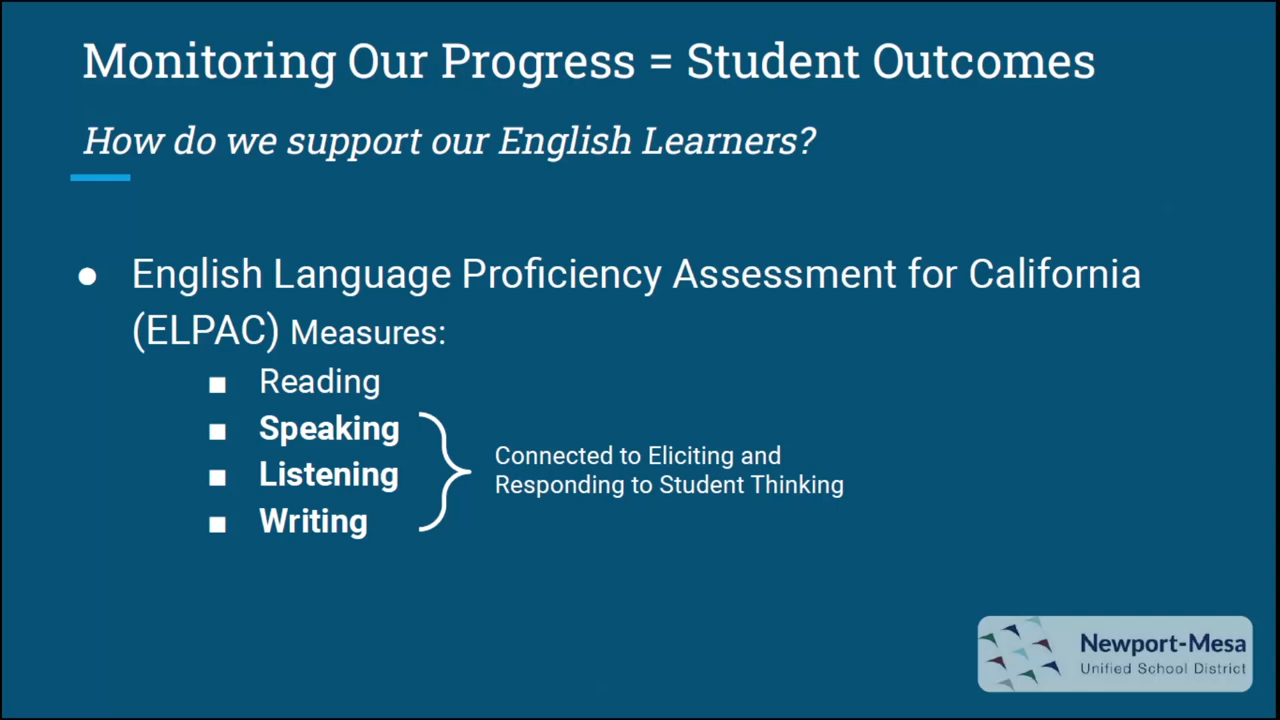 Monitoring Our Progress = Student Outcomes
How do we support our English Learners?
● English Language Proficiency Assessment for California
(ELPAC) Measures:
■ Reading
■ Speaking
■ Listening
■ Writing
Connected to Eliciting and
Responding to Student Thinking
Newport-Mesa
Unified School District